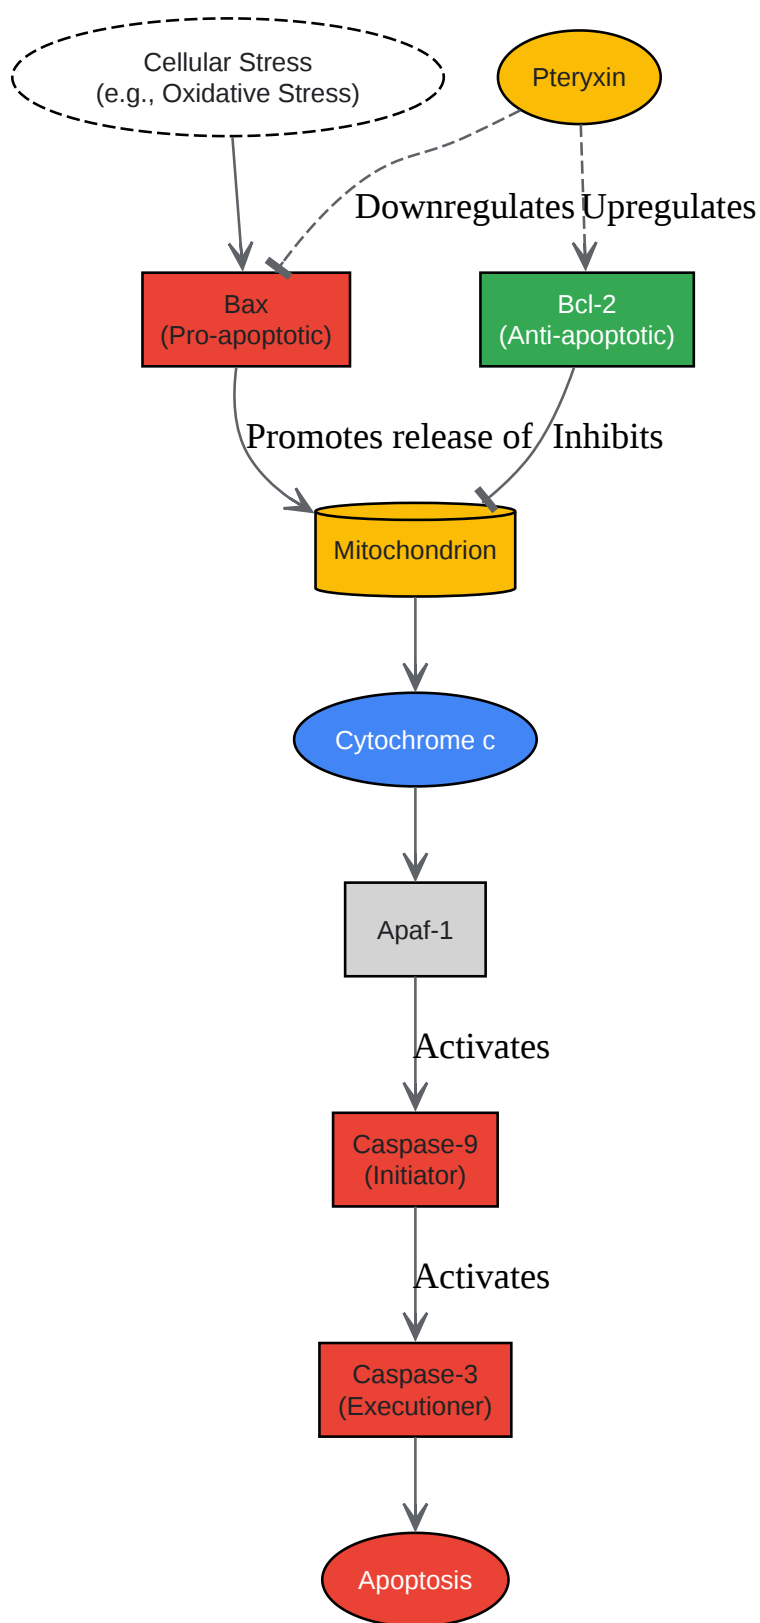 Cellular Stress
(e.g., Oxidative Stress)
Pteryxin
Downregulates
Upregulates
Bax
(Pro-apoptotic)
Bcl-2
(Anti-apoptotic)
Promotes release of
Inhibits
Mitochondrion
Cytochrome c
Apaf-1
Activates
Caspase-9
(Initiator)
Activates
Caspase-3
(Executioner)
Apoptosis